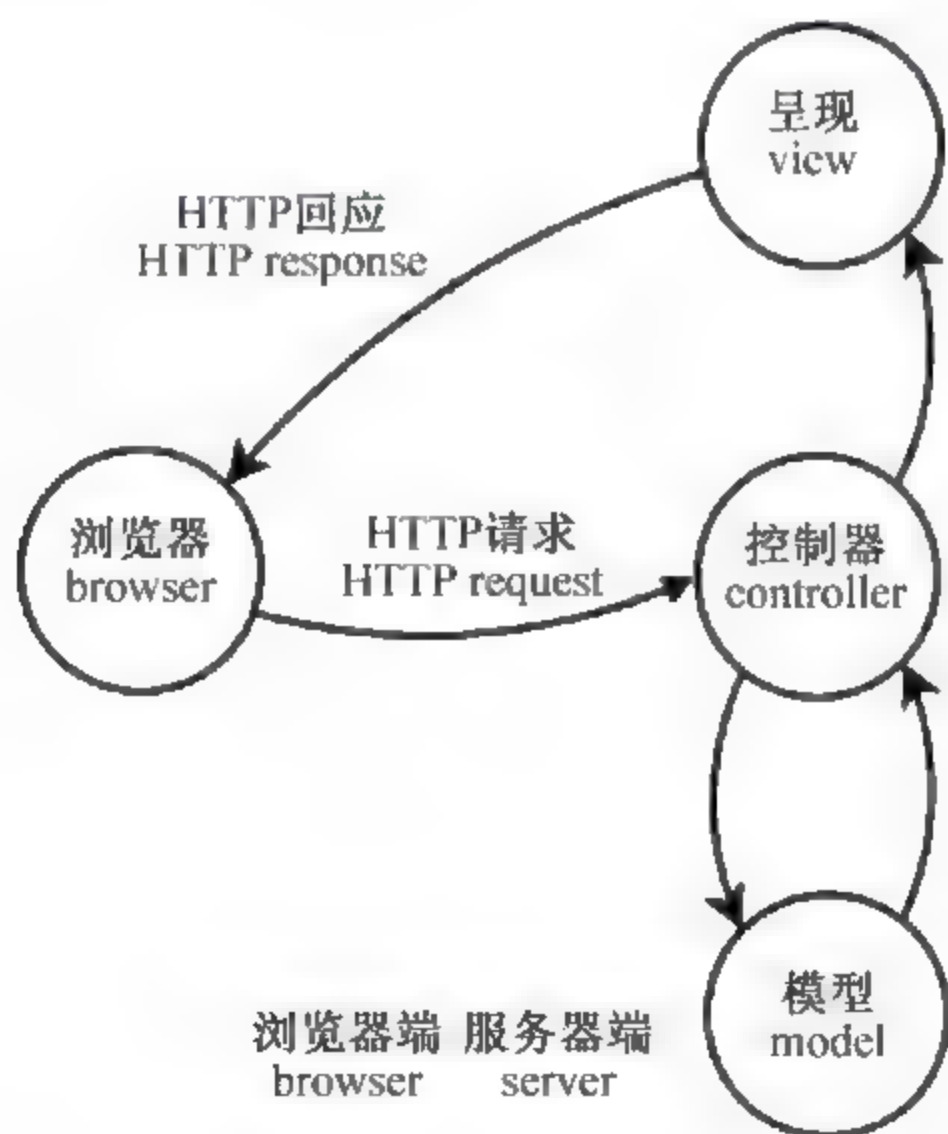 呈现
view
HTTP回应
HTTP response
浏览器
browser
HTTP请求
HTTP request
控制器
controller
模型
model
浏览器端 服务器端
browser server